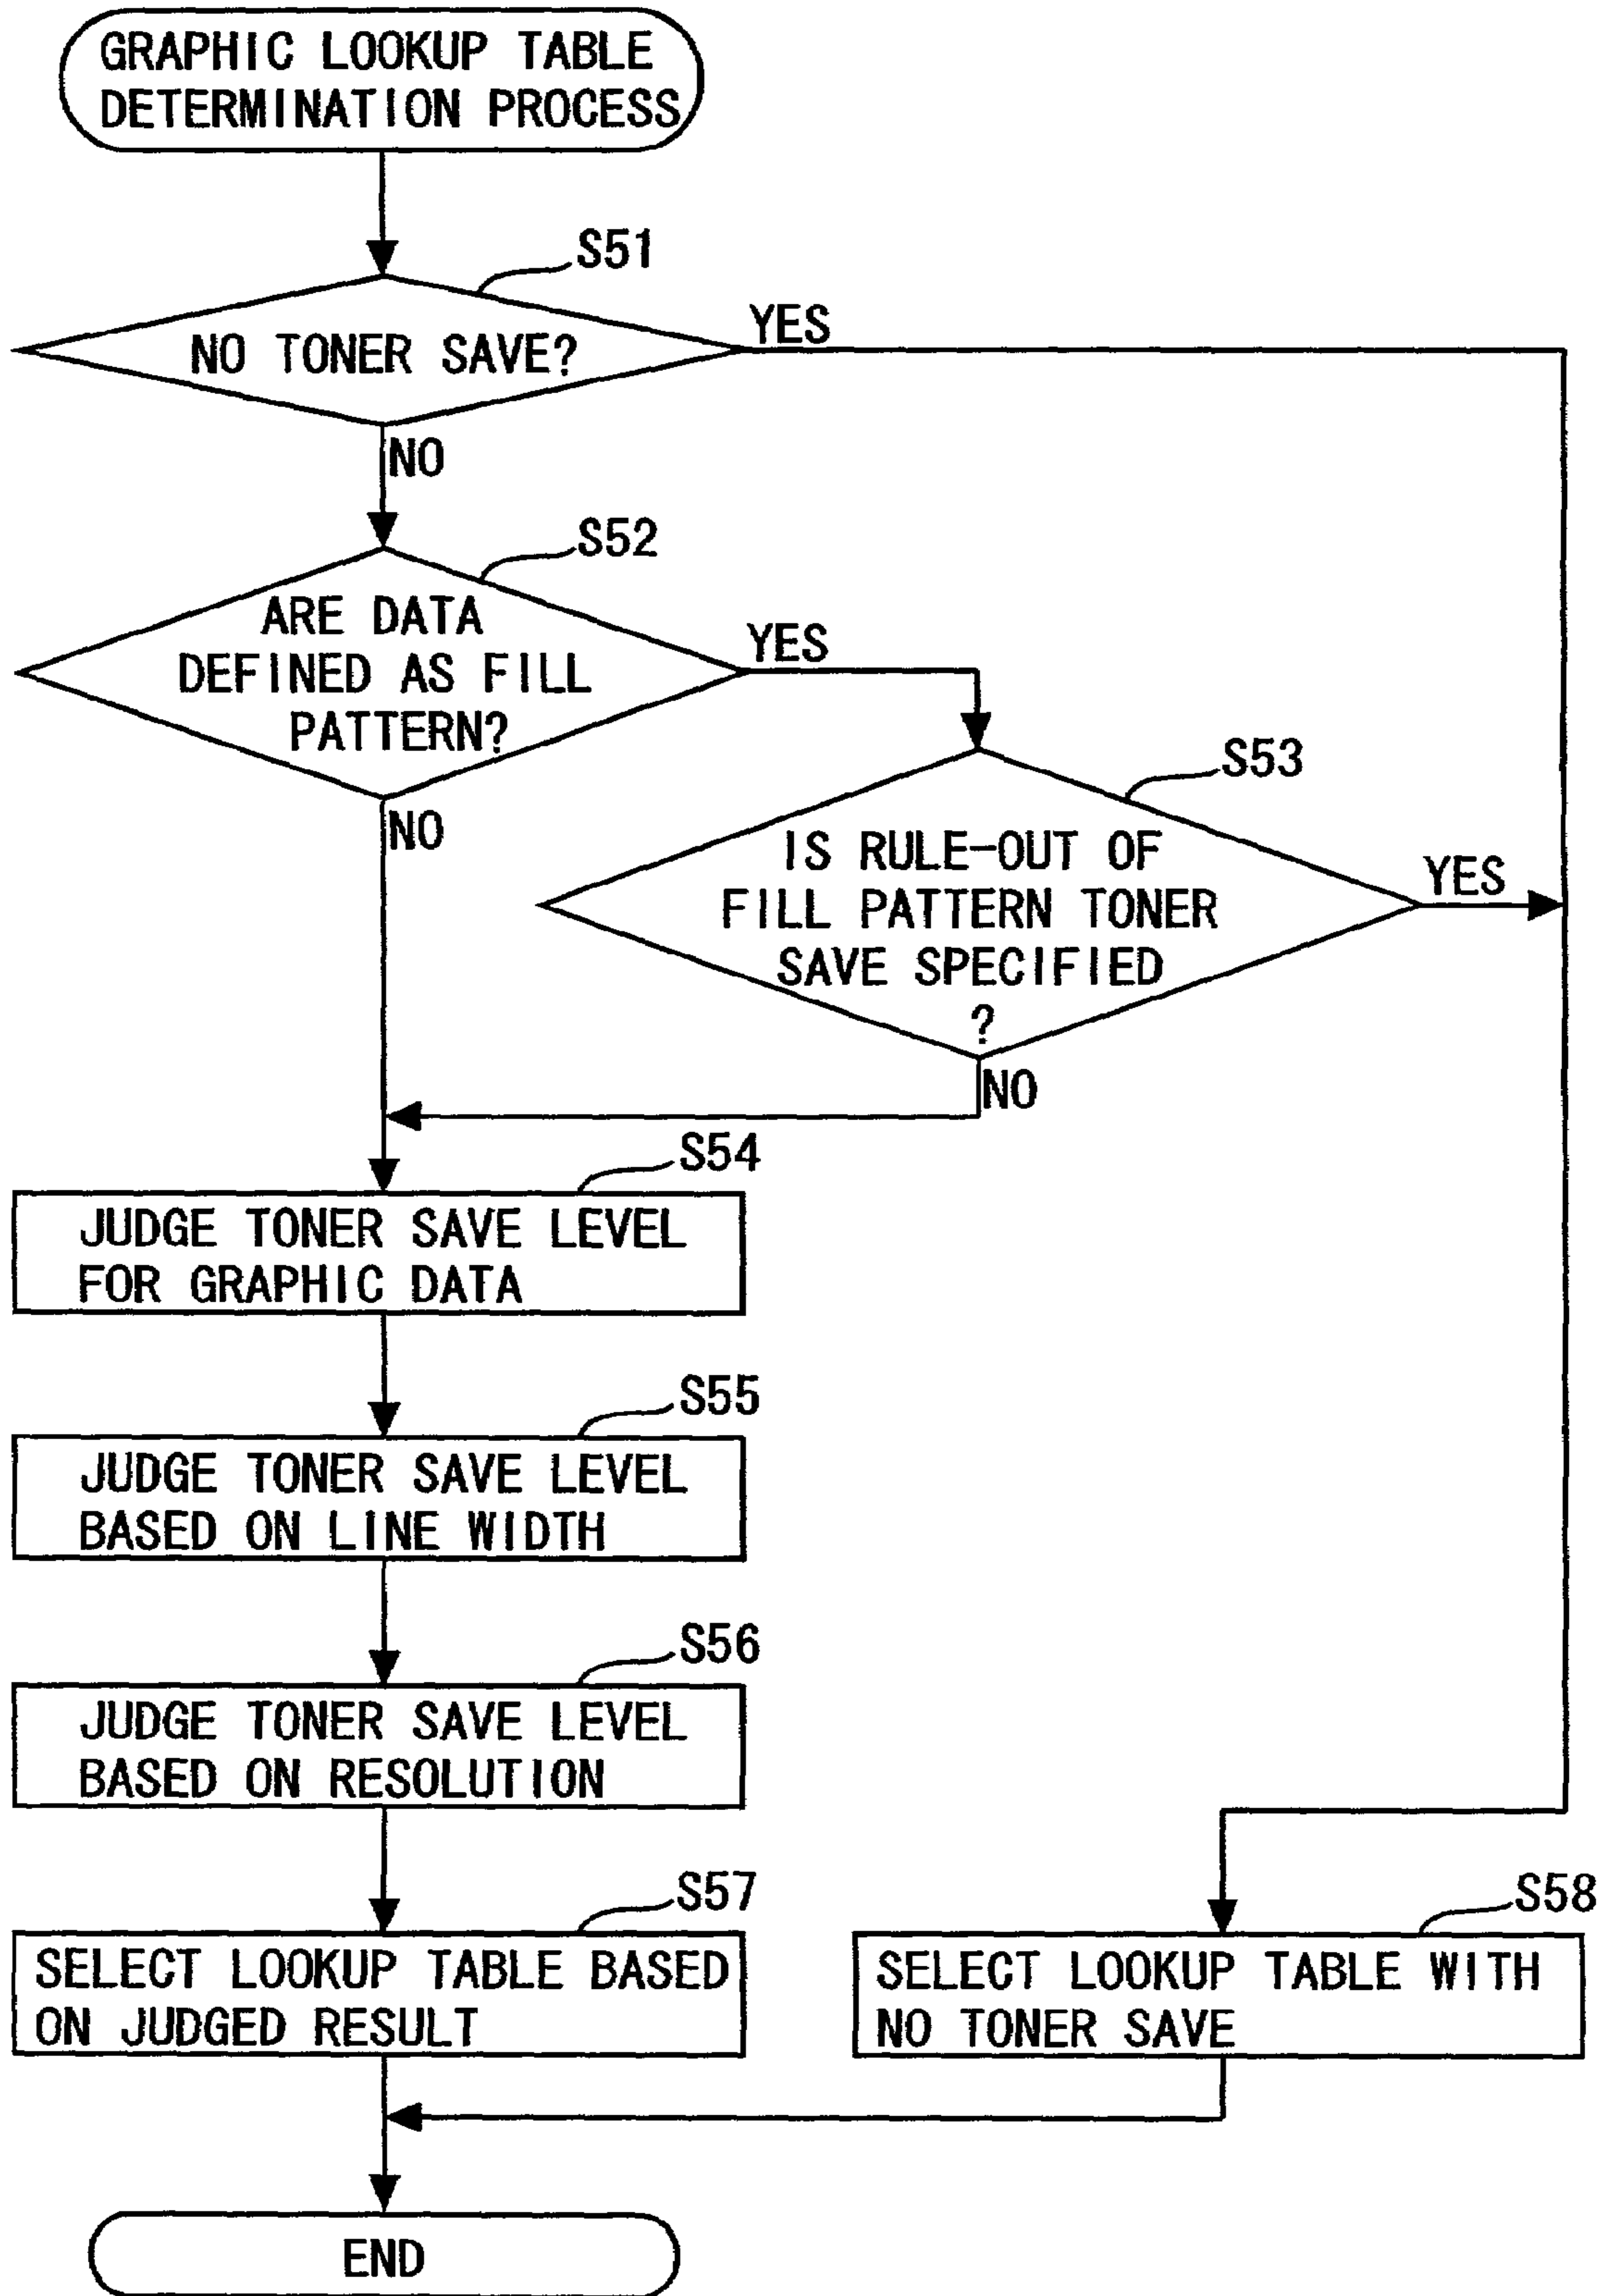 GRAPHIC LOOKUP TABLE
DETERMINATION PROCESS
S51
NO TONER SAVE?
YES
NO
S52
ARE DATA
DEFINED AS FILL
PATTERN?
YES
NO
S53
IS RULE-OUT OF
FILL PATTERN TONER
SAVE SPECIFIED
?
YES
NO
S54
JUDGE TONER SAVE LEVEL
FOR GRAPHIC DATA
S55
JUDGE TONER SAVE LEVEL
BASED ON LINE WIDTH
S56
JUDGE TONER SAVE LEVEL
BASED ON RESOLUTION
S57
SELECT LOOKUP TABLE BASED
ON JUDGED RESULT
S58
SELECT LOOKUP TABLE WITH
NO TONER SAVE
END